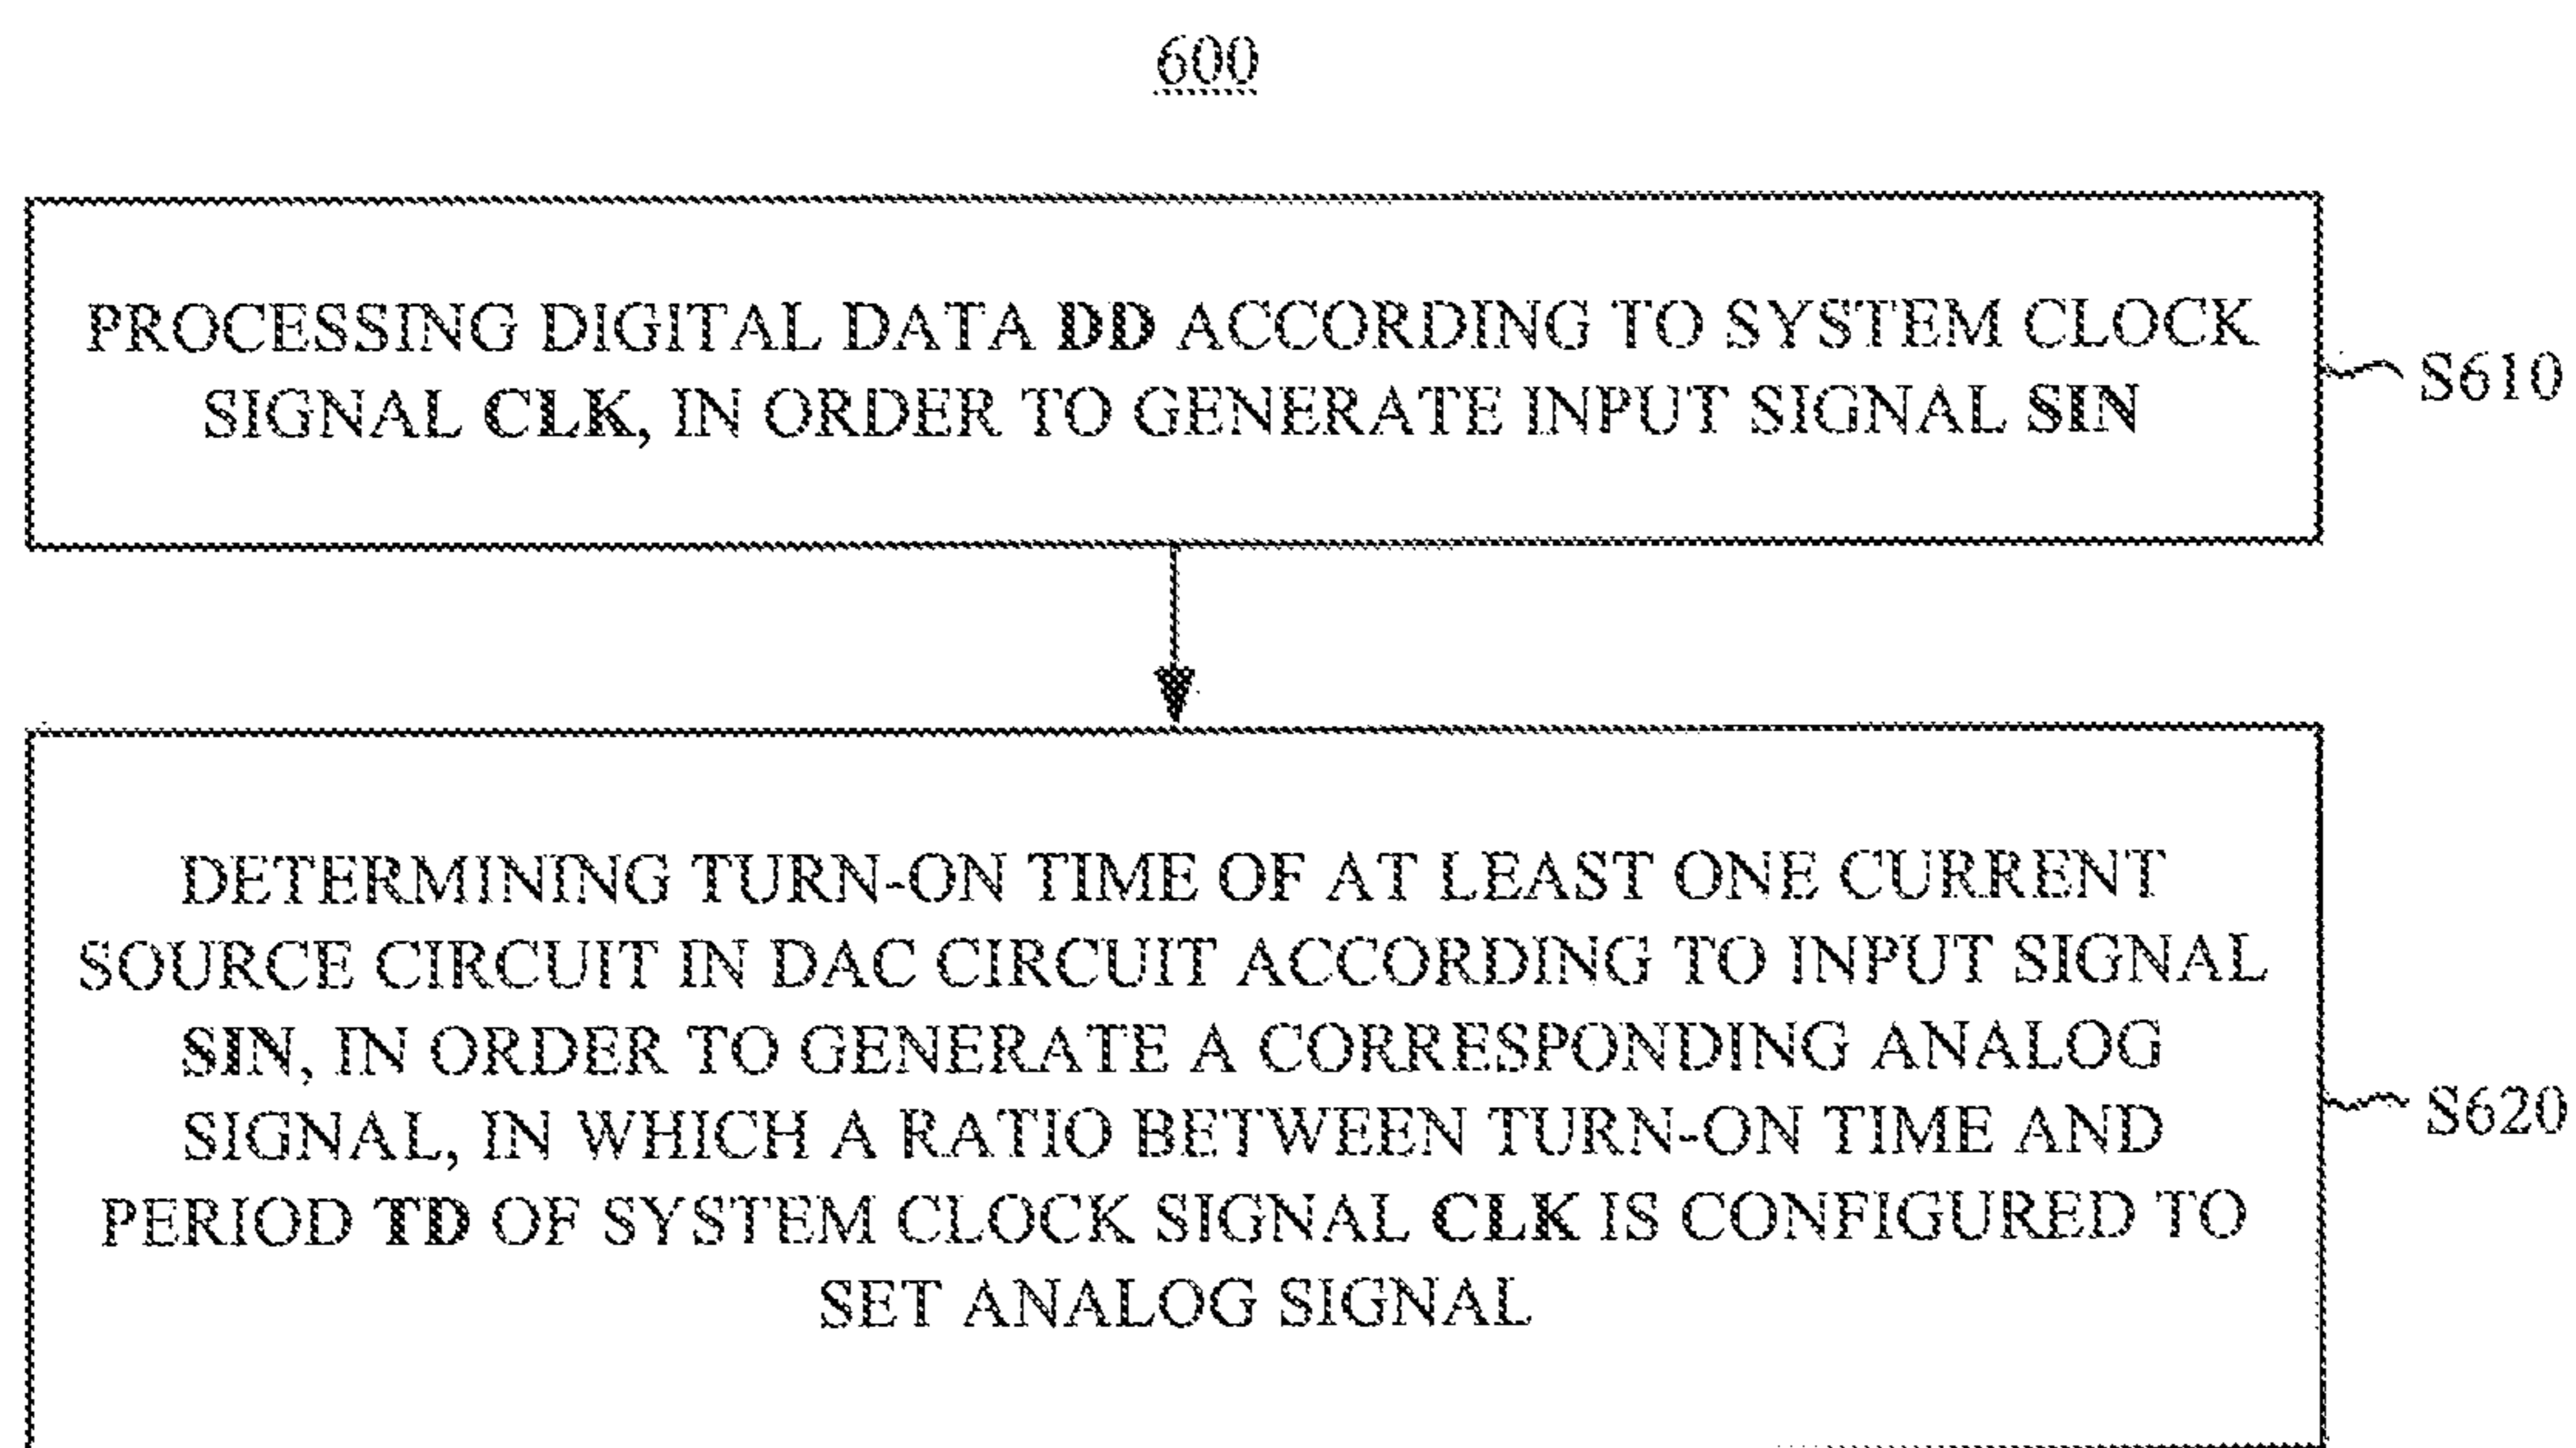 600
PROCESSING DIGITAL DATA DD ACCORDING TO SYSTEM CLOCK
SIGNAL CLK, IN ORDER TO GENERATE INPUT SIGNAL SIN
S610
DETERMINING TURN-ON TIME OF AT LEAST ONE CURRENT
SOURCE CIRCUIT IN DAC CIRCUIT ACCORDING TO INPUT SIGNAL
SIN, IN ORDER TO GENERATE A CORRESPONDING ANALOG
SIGNAL, IN WHICH A RATIO BETWEEN TURN-ON TIME AND
PERIOD TD OF SYSTEM CLOCK SIGNAL CLK IS CONFIGURED TO
SET ANALOG SIGNAL
S620